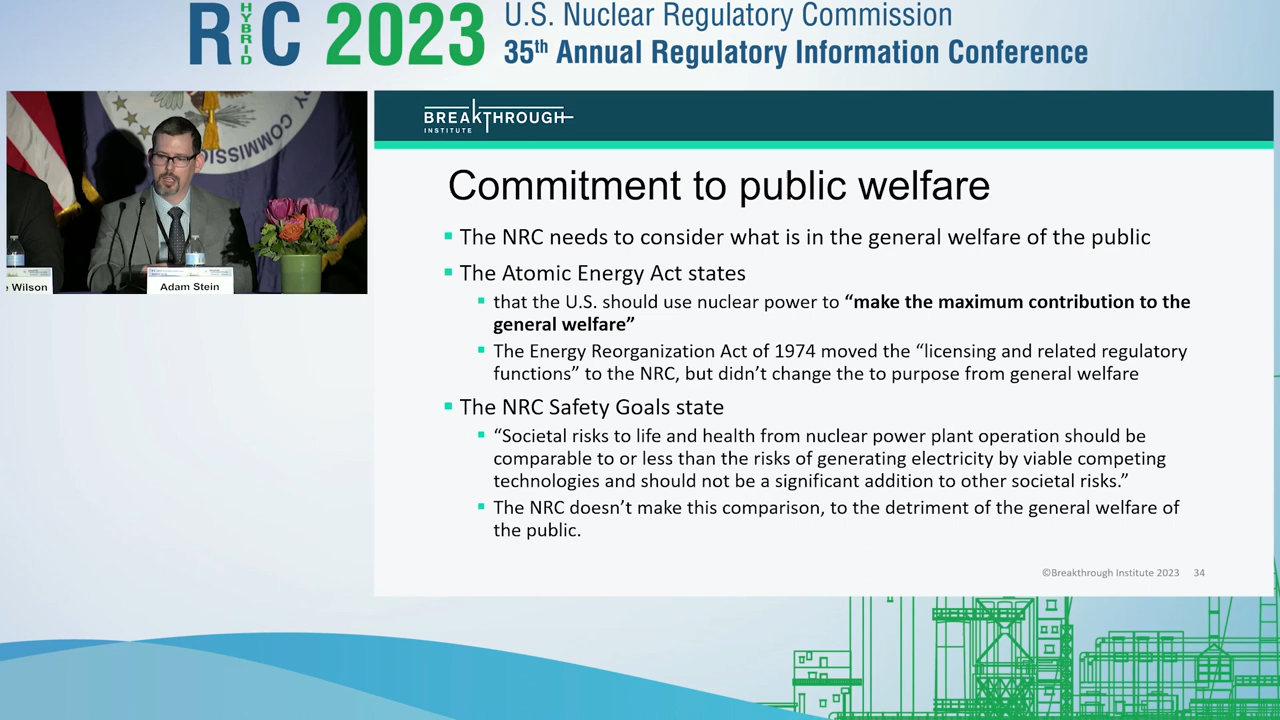 RIC 2023
HYBRID
U.S. Nuclear Regulatory Commission
35th Annual Regulatory Information Conference
COMMISSION
Wilson
Adam Stein
BREAKTHROUGH
INSTITUTE
Commitment to public welfare
▪ The NRC needs to consider what is in the general welfare of the public
▪ The Atomic Energy Act states
▪ that the U.S. should use nuclear power to “make the maximum contribution to the
general welfare”
▪ The Energy Reorganization Act of 1974 moved the “licensing and related regulatory
functions” to the NRC, but didn’t change the to purpose from general welfare
▪ The NRC Safety Goals state
▪ “Societal risks to life and health from nuclear power plant operation should be
comparable to or less than the risks of generating electricity by viable competing
technologies and should not be a significant addition to other societal risks.”
▪ The NRC doesn’t make this comparison, to the detriment of the general welfare of
the public.
©Breakthrough Institute 2023 34